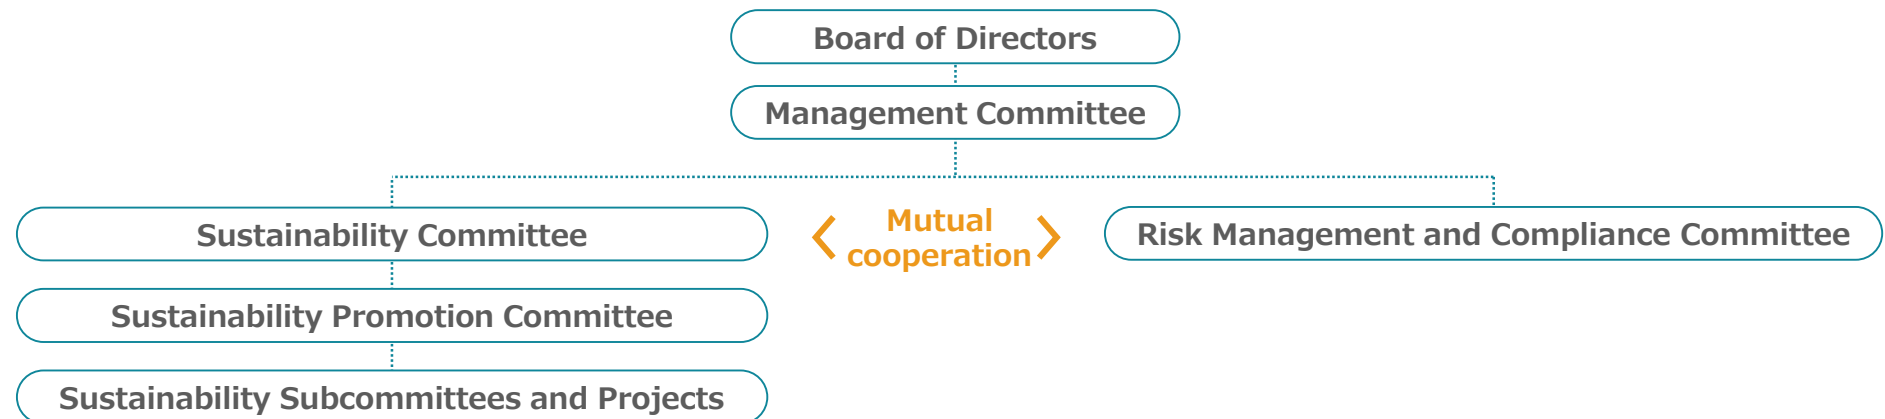 Board of Directors
Management Committee
Sustainability Committee
Mutual
cooperation
Risk Management and Compliance Committee
Sustainability Promotion Committee
Sustainability Subcommittees and Projects